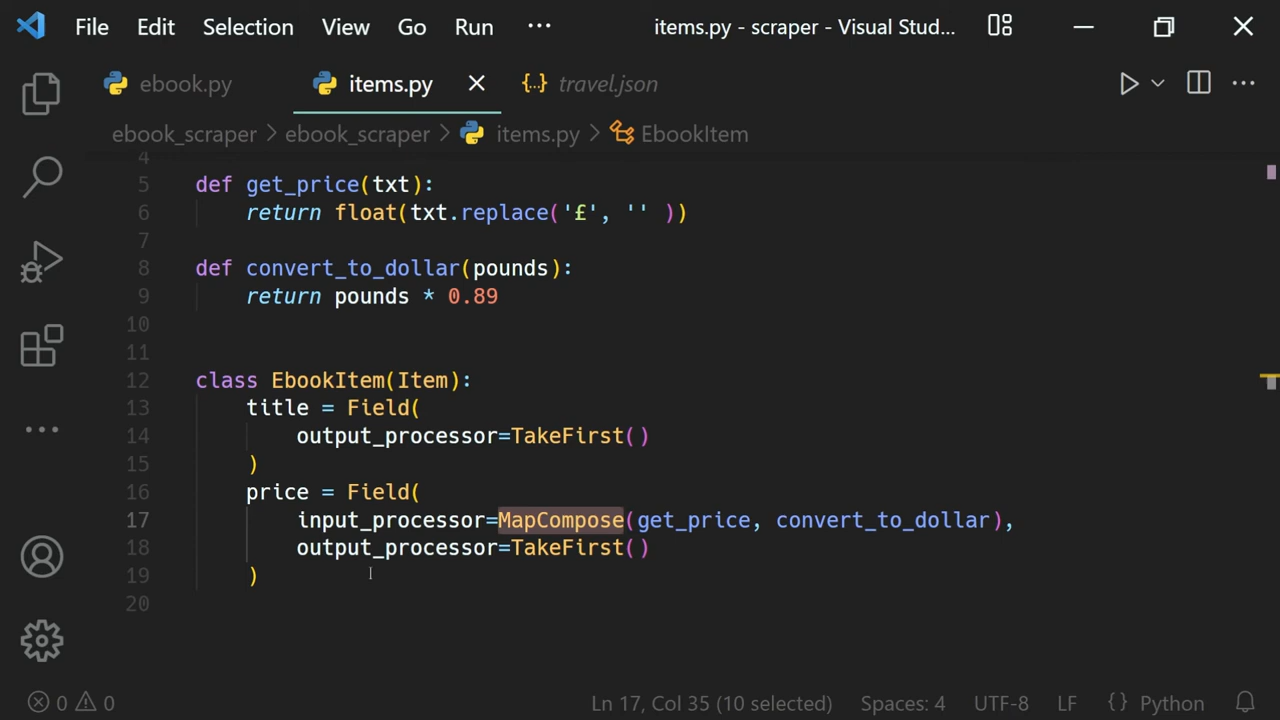 File Edit Selection View Go Run ··· items.py - scraper - Visual Stud...
ebook.py items.py {..} travel.json ···
ebook_scraper > ebook_scraper > items.py > EbookItem
4
5 def get_price(txt):
6 return float(txt.replace('£', '' ))
7
8 def convert_to_dollar(pounds):
9 return pounds * 0.89
10
11
12 class EbookItem(Item):
13 title = Field(
14 output_processor=TakeFirst()
15 )
16 price = Field(
17 input_processor=MapCompose(get_price, convert_to_dollar),
18 output_processor=TakeFirst()
19 )
20
0 0 Ln 17, Col 35 (10 selected) Spaces: 4 UTF-8 LF {} Python